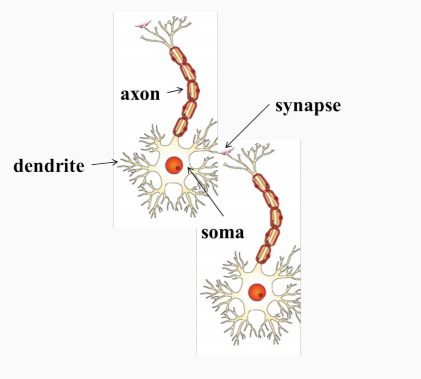 axon
synapse
dendrite
soma